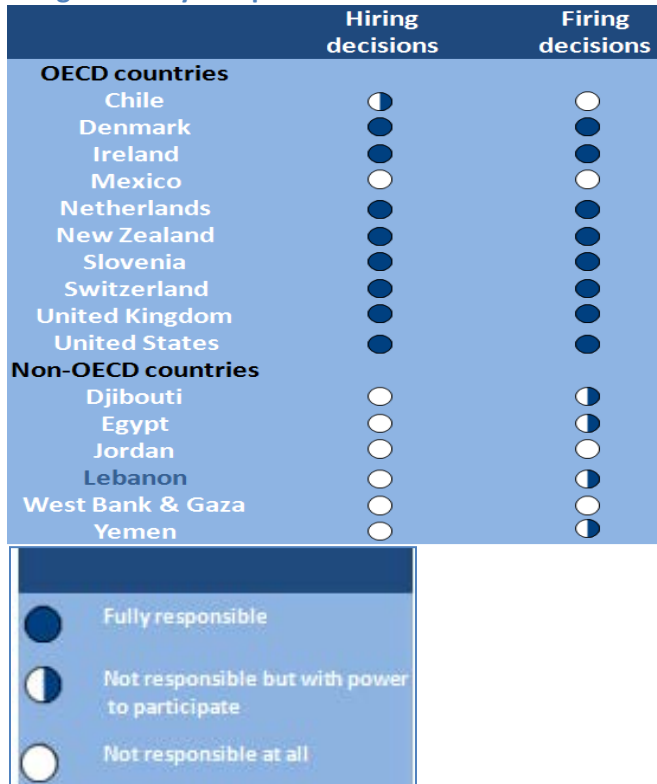 Hiring decisions
Firing decisions
OECD countries
Chile
Denmark
Ireland
Mexico
Netherlands
New Zealand
Slovenia
Switzerland
United Kingdom
United States
Non-OECD countries
Djibouti
Egypt
Jordan
Lebanon
West Bank & Gaza
Yemen
Fully responsible
Not responsible but with power
to participate
Not responsible at all